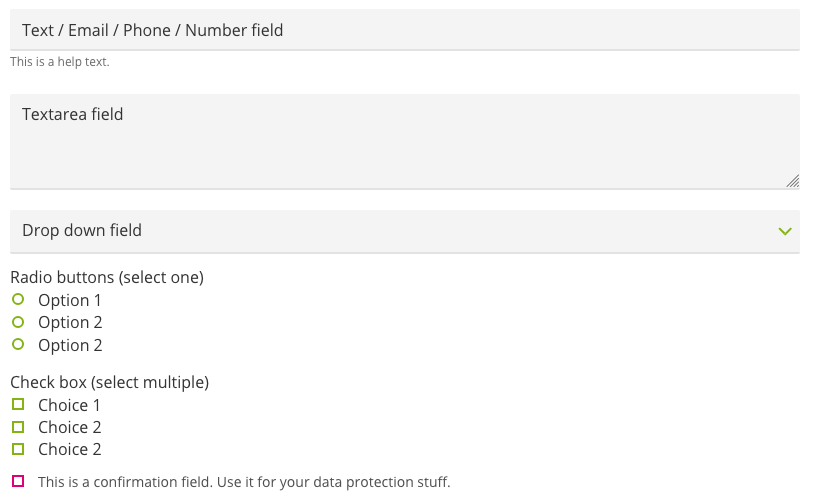 Text / Email / Phone / Number field
This is a help text.
Textarea field
Drop down field
Radio buttons (select one)
Option 1
Option 2
Option 2
Check box (select multiple)
Choice 1
Choice 2
Choice 2
This is a confirmation field. Use it for your data protection stuff.